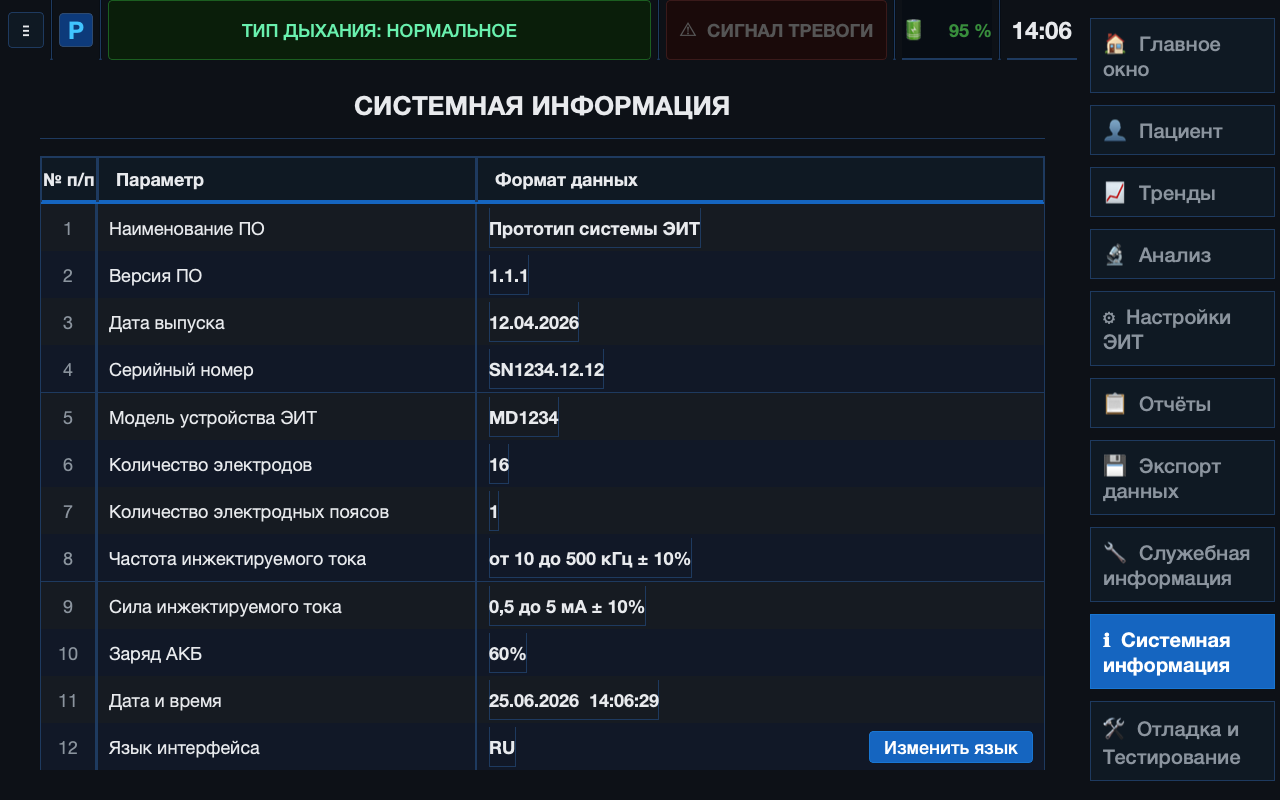 P
ТИП ДЫХАНИЯ: НОРМАЛЬНОЕ
⚠ СИГНАЛ ТРЕВОГИ
95 %
14:06
СИСТЕМНАЯ ИНФОРМАЦИЯ
№ п/п Параметр Формат данных
1 Наименование ПО Прототип системы ЭИТ
2 Версия ПО 1.1.1
3 Дата выпуска 12.04.2026
4 Серийный номер SN1234.12.12
5 Модель устройства ЭИТ MD1234
6 Количество электродов 16
7 Количество электродных поясов 1
8 Частота инжектируемого тока от 10 до 500 кГц ± 10%
9 Сила инжектируемого тока 0,5 до 5 мА ± 10%
10 Заряд АКБ 60%
11 Дата и время 25.06.2026 14:06:29
12 Язык интерфейса RU Изменить язык
Главное
окно
Пациент
Тренды
Анализ
Настройки
ЭИТ
Отчёты
Экспорт
данных
Служебная
информация
ℹ Системная
информация
Отладка и
Тестирование